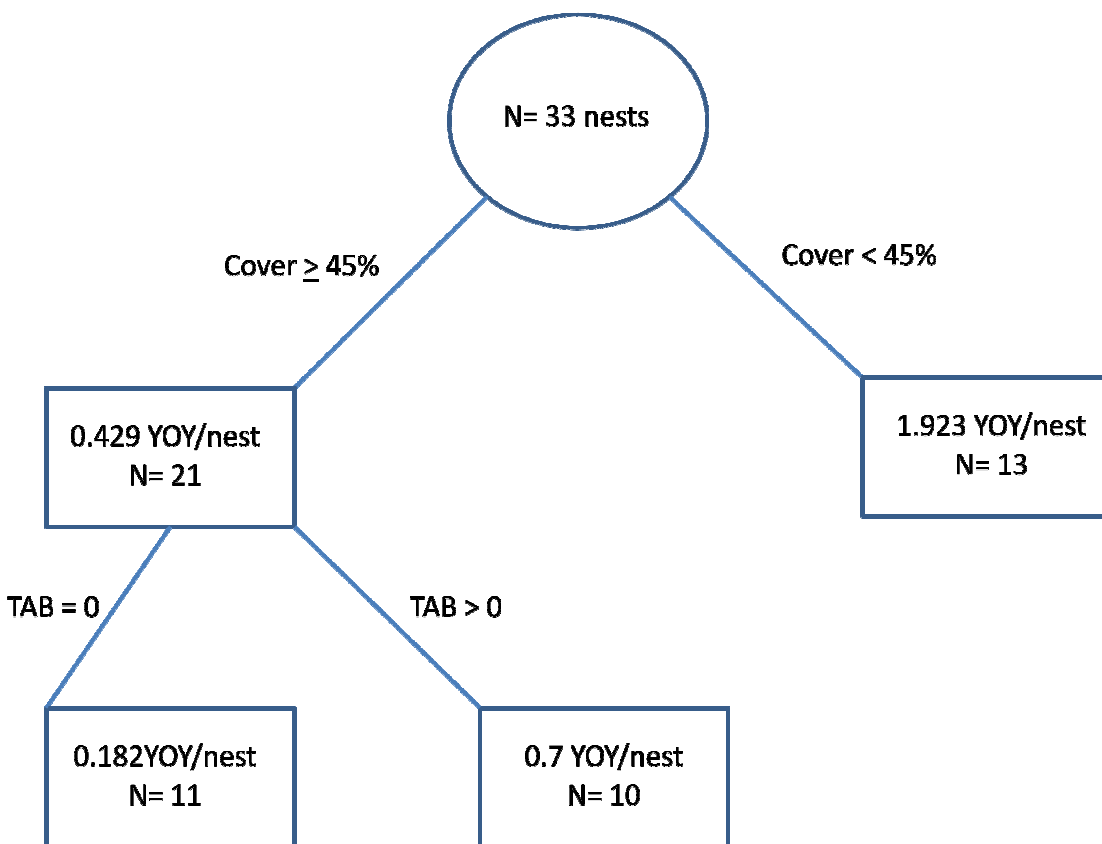 N= 33 nests
Cover ≥ 45%
Cover < 45%
0.429 YOY/nest
N= 21
1.923 YOY/nest
N= 13
TAB = 0
TAB > 0
0.182YOY/nest
N= 11
0.7 YOY/nest
N= 10